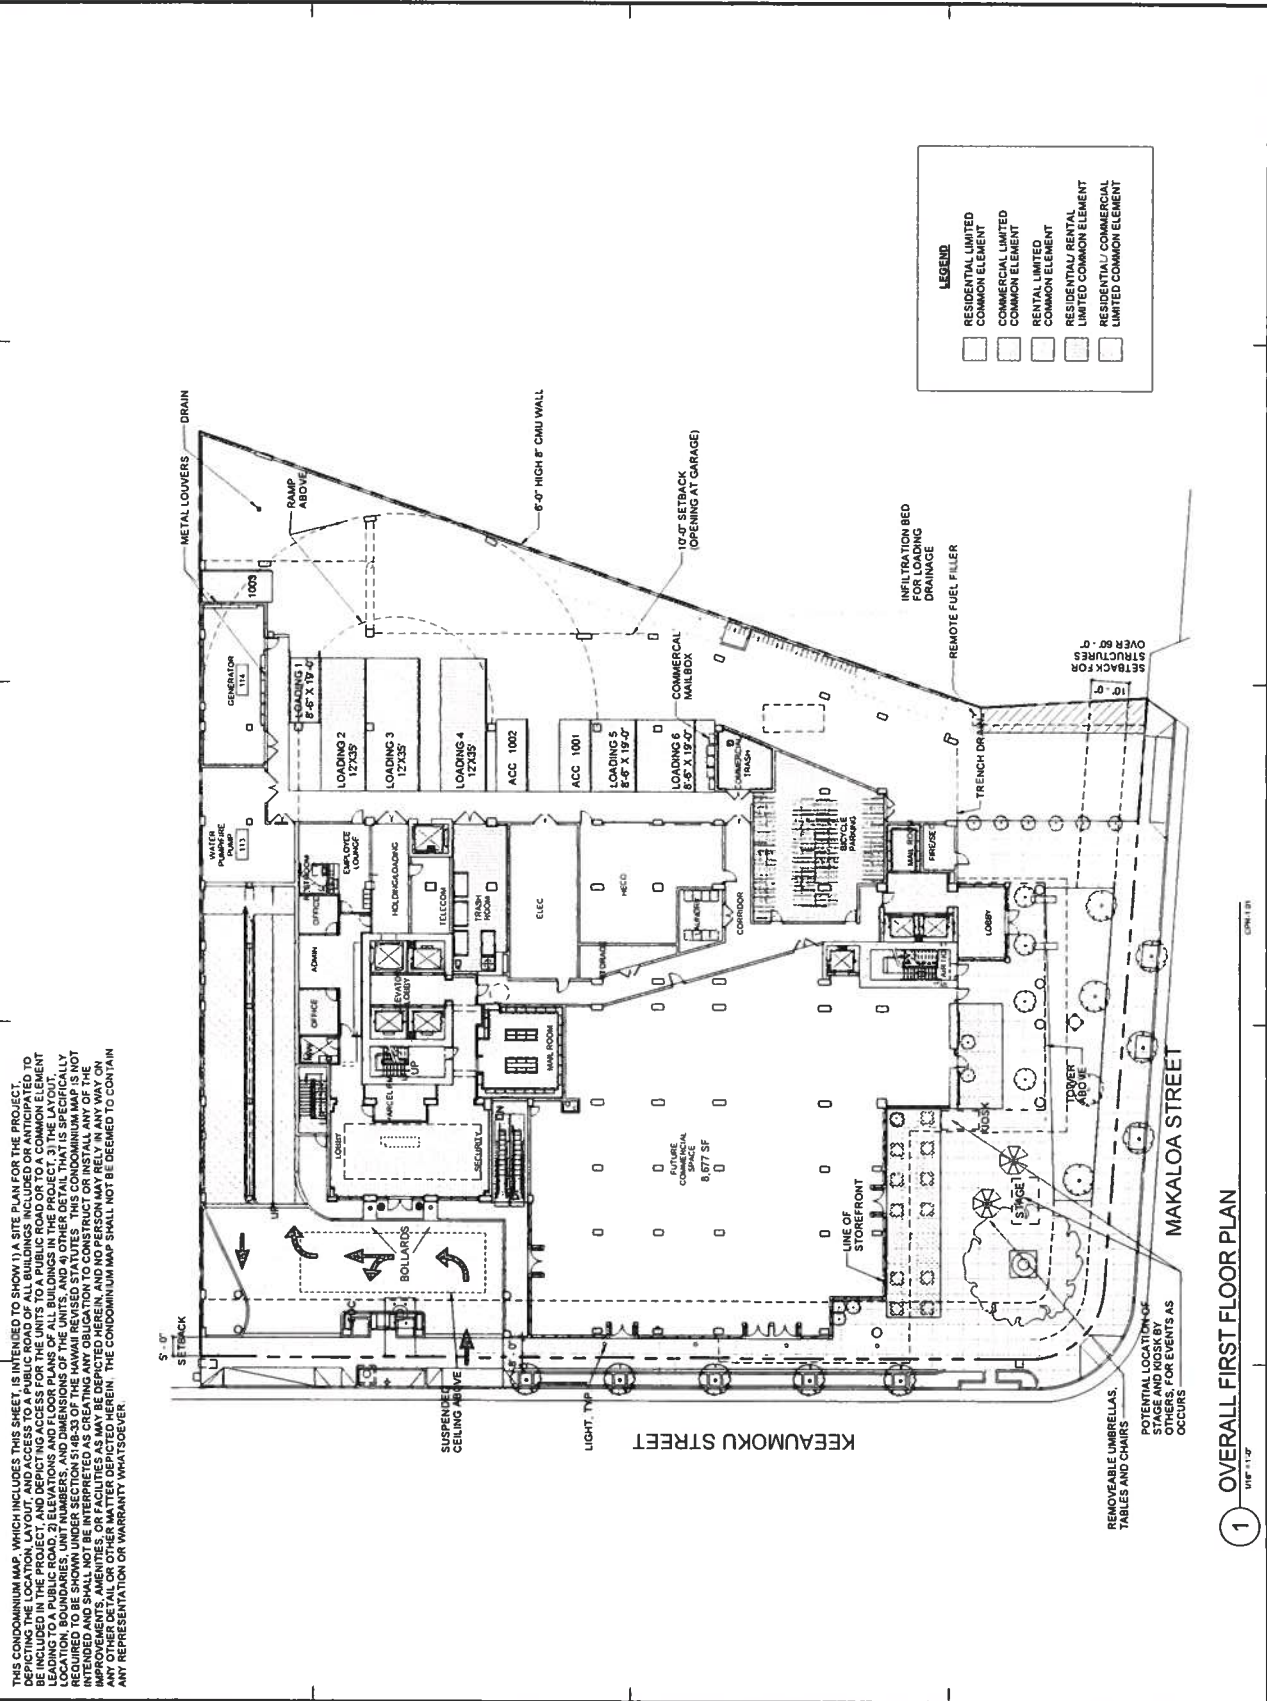 THIS CONDOMINIUM MAP, WHICH INCLUDES THIS SHEET, IS INTENDED TO SHOW 1) A SITE PLAN FOR THE PROJECT,
DEPICTING THE LOCATION, LAYOUT, AND ACCESS TO A PUBLIC ROAD OF ALL BUILDINGS INCLUDED OR ANTICIPATED TO
BE INCLUDED IN THE PROJECT, AND DEPICTING ACCESS FOR THE UNITS TO A PUBLIC ROAD OR TO A COMMON ELEMENT
LEADING TO A PUBLIC ROAD, 2) ELEVATIONS AND FLOOR PLANS OF ALL BUILDINGS IN THE PROJECT, 3) THE LAYOUT,
LOCATION, BOUNDARIES, UNIT NUMBERS, AND DIMENSIONS OF THE UNITS, AND 4) OTHER DETAIL THAT IS SPECIFICALLY
REQUIRED TO BE SHOWN UNDER SECTION 514B-33 OF THE HAWAII REVISED STATUTES. THIS CONDOMINIUM MAP IS NOT
INTENDED AND SHALL NOT BE INTERPRETED AS CREATING ANY OBLIGATION TO CONSTRUCT OR INSTALL ANY OF THE
IMPROVEMENTS, AMENITIES, OR FACILITIES AS MAY BE DEPICTED HEREIN, AND NO PERSON MAY RELY IN ANY WAY ON
ANY OTHER DETAIL OR OTHER MATTER DEPICTED HEREIN. THE CONDOMINIUM MAP SHALL NOT BE DEEMED TO CONTAIN
ANY REPRESENTATION OR WARRANTY WHATSOEVER.
METAL LOUVERS
DRAIN
RAMP
ABOVE
6'-0" HIGH 8" CMU WALL
10'-0" SETBACK
(OPENING AT GARAGE)
1003
GENERATOR
114
WATER
PUMP/FIRE
PUMP
113
LOADING 1
8'-6" X 19'-0"
LOADING 2
12'X35'
LOADING 3
12'X35'
LOADING 4
12'X35'
ACC 1002
ACC 1001
LOADING 5
8'-6" X 19'-0"
LOADING 6
8'-6" X 19'-0"
COMMERCAL
MAILBOX
COMMERCIAL
TRASH
INFILTRATION BED
FOR LOADING
DRAINAGE
REMOTE FUEL FILLER
TRENCH DRAIN
SETBACK FOR
STRUCTURES
OVER 60'-0"
10'-0"
EMPLOYEE
LOUNGE
OFFICE
ADMIN
OFFICE
HOLDING/LOADING
TELECOM
TRASH
ROOM
ELEC
HECO
LAUNDRY
CORRIDOR
STORAGE
BICYCLE
PARKING
MAIL RM
FIRE/SE
LOBBY
ELEVATOR
LOBBY
UP
PARCEL RM
MAIL ROOM
LOBBY
SECURITY
FUTURE
COMMERCIAL
SPACE
8,677 SF
LINE OF
STOREFRONT
KIOSK
STAGE
TOWER
ABOVE
BOLLARDS
5'-0"
SETBACK
SUSPENDED
CEILING ABOVE
LIGHT, TYP
KEEAUMOKU STREET
MAKALOA STREET
REMOVEABLE UMBRELLAS,
TABLES AND CHAIRS
POTENTIAL LOCATION OF
STAGE AND KIOSK BY
OTHERS, FOR EVENTS AS
OCCURS
LEGEND
RESIDENTIAL LIMITED
COMMON ELEMENT
COMMERCIAL LIMITED
COMMON ELEMENT
RENTAL LIMITED
COMMON ELEMENT
RESIDENTIAL/ RENTAL
LIMITED COMMON ELEMENT
RESIDENTIAL/ COMMERCIAL
LIMITED COMMON ELEMENT
1
OVERALL FIRST FLOOR PLAN
1/16" = 1'-0"